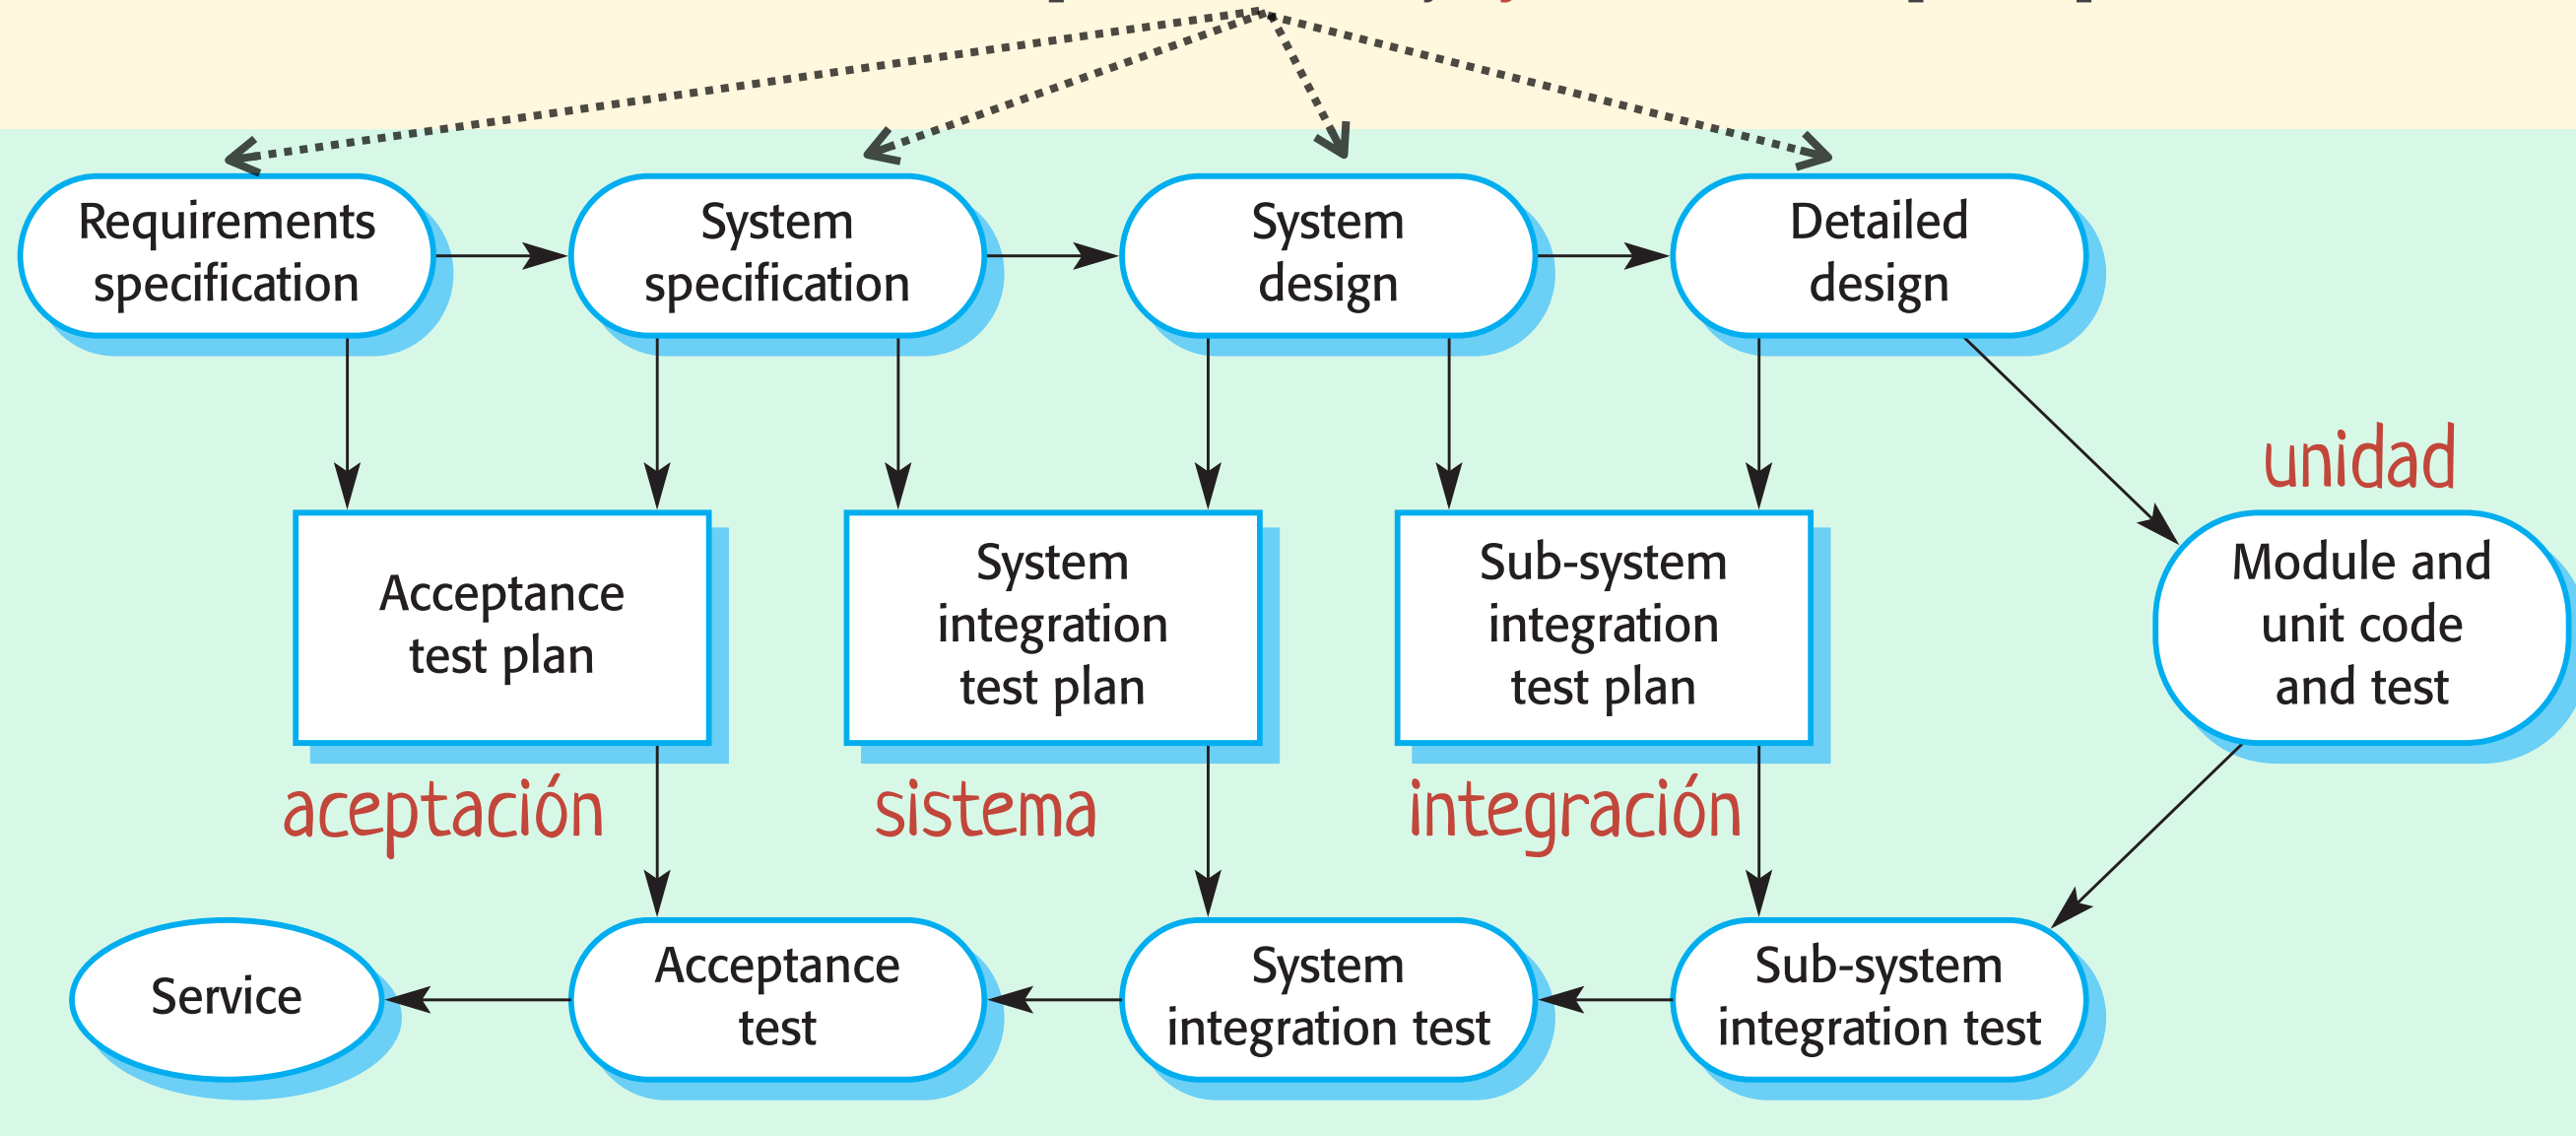 Requirements
specification
System
specification
System
design
Detailed
design
unidad
Acceptance
test plan
System
integration
test plan
Sub-system
integration
test plan
Module and
unit code
and test
aceptación
sistema
integración
Service
Acceptance
test
System
integration test
Sub-system
integration test